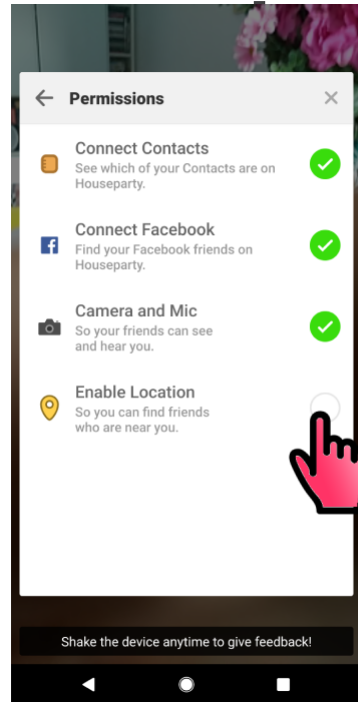 Permissions
Connect Contacts
See which of your Contacts are on
Houseparty.
Connect Facebook
Find your Facebook friends on
Houseparty.
Camera and Mic
So your friends can see
and hear you.
Enable Location
So you can find friends
who are near you.
Shake the device anytime to give feedback!